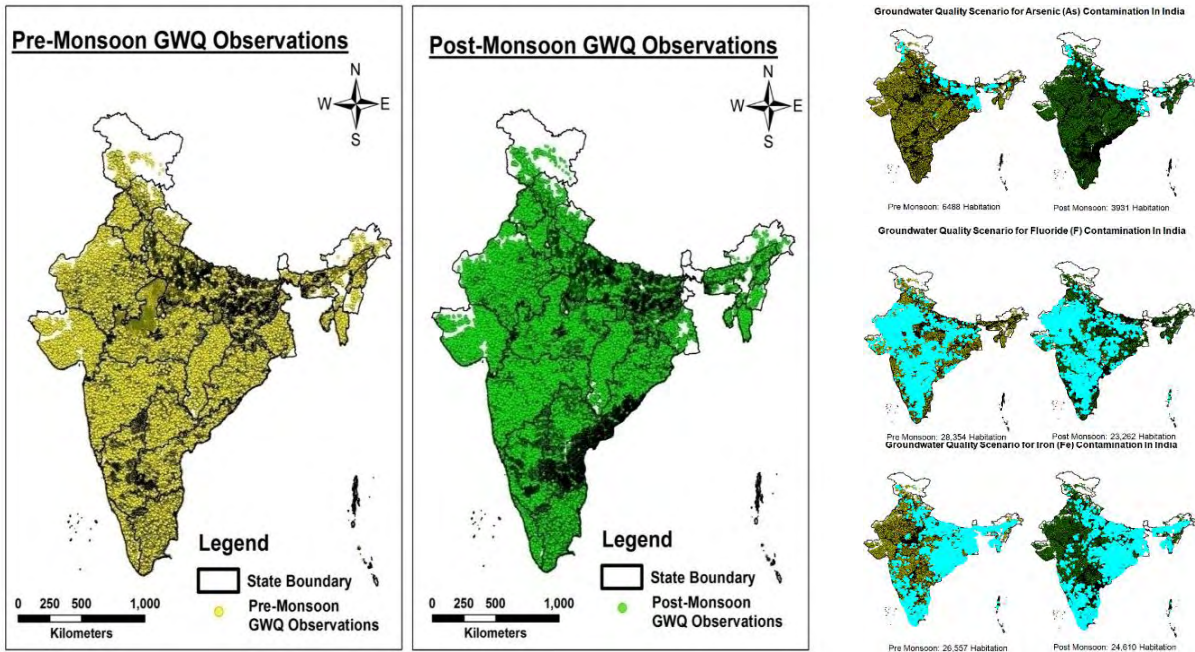 Pre-Monsoon GWQ Observations
N
W E
S
Legend
State Boundary
Pre-Monsoon
GWQ Observations
0 250 500 1,000
Kilometers
Post-Monsoon GWQ Observations
N
W E
S
Legend
State Boundary
Post-Monsoon
GWQ Observations
0 250 500 1,000
Kilometers
Groundwater Quality Scenario for Arsenic (As) Contamination In India
Pre Monsoon: 6488 Habitation Post Monsoon: 3931 Habitation
Groundwater Quality Scenario for Fluoride (F) Contamination In India
Pre Monsoon: 28,354 Habitation Post Monsoon: 23,262 Habitation
Groundwater Quality Scenario for Iron (Fe) Contamination In India
Pre Monsoon: 26,557 Habitation Post Monsoon: 24,610 Habitation